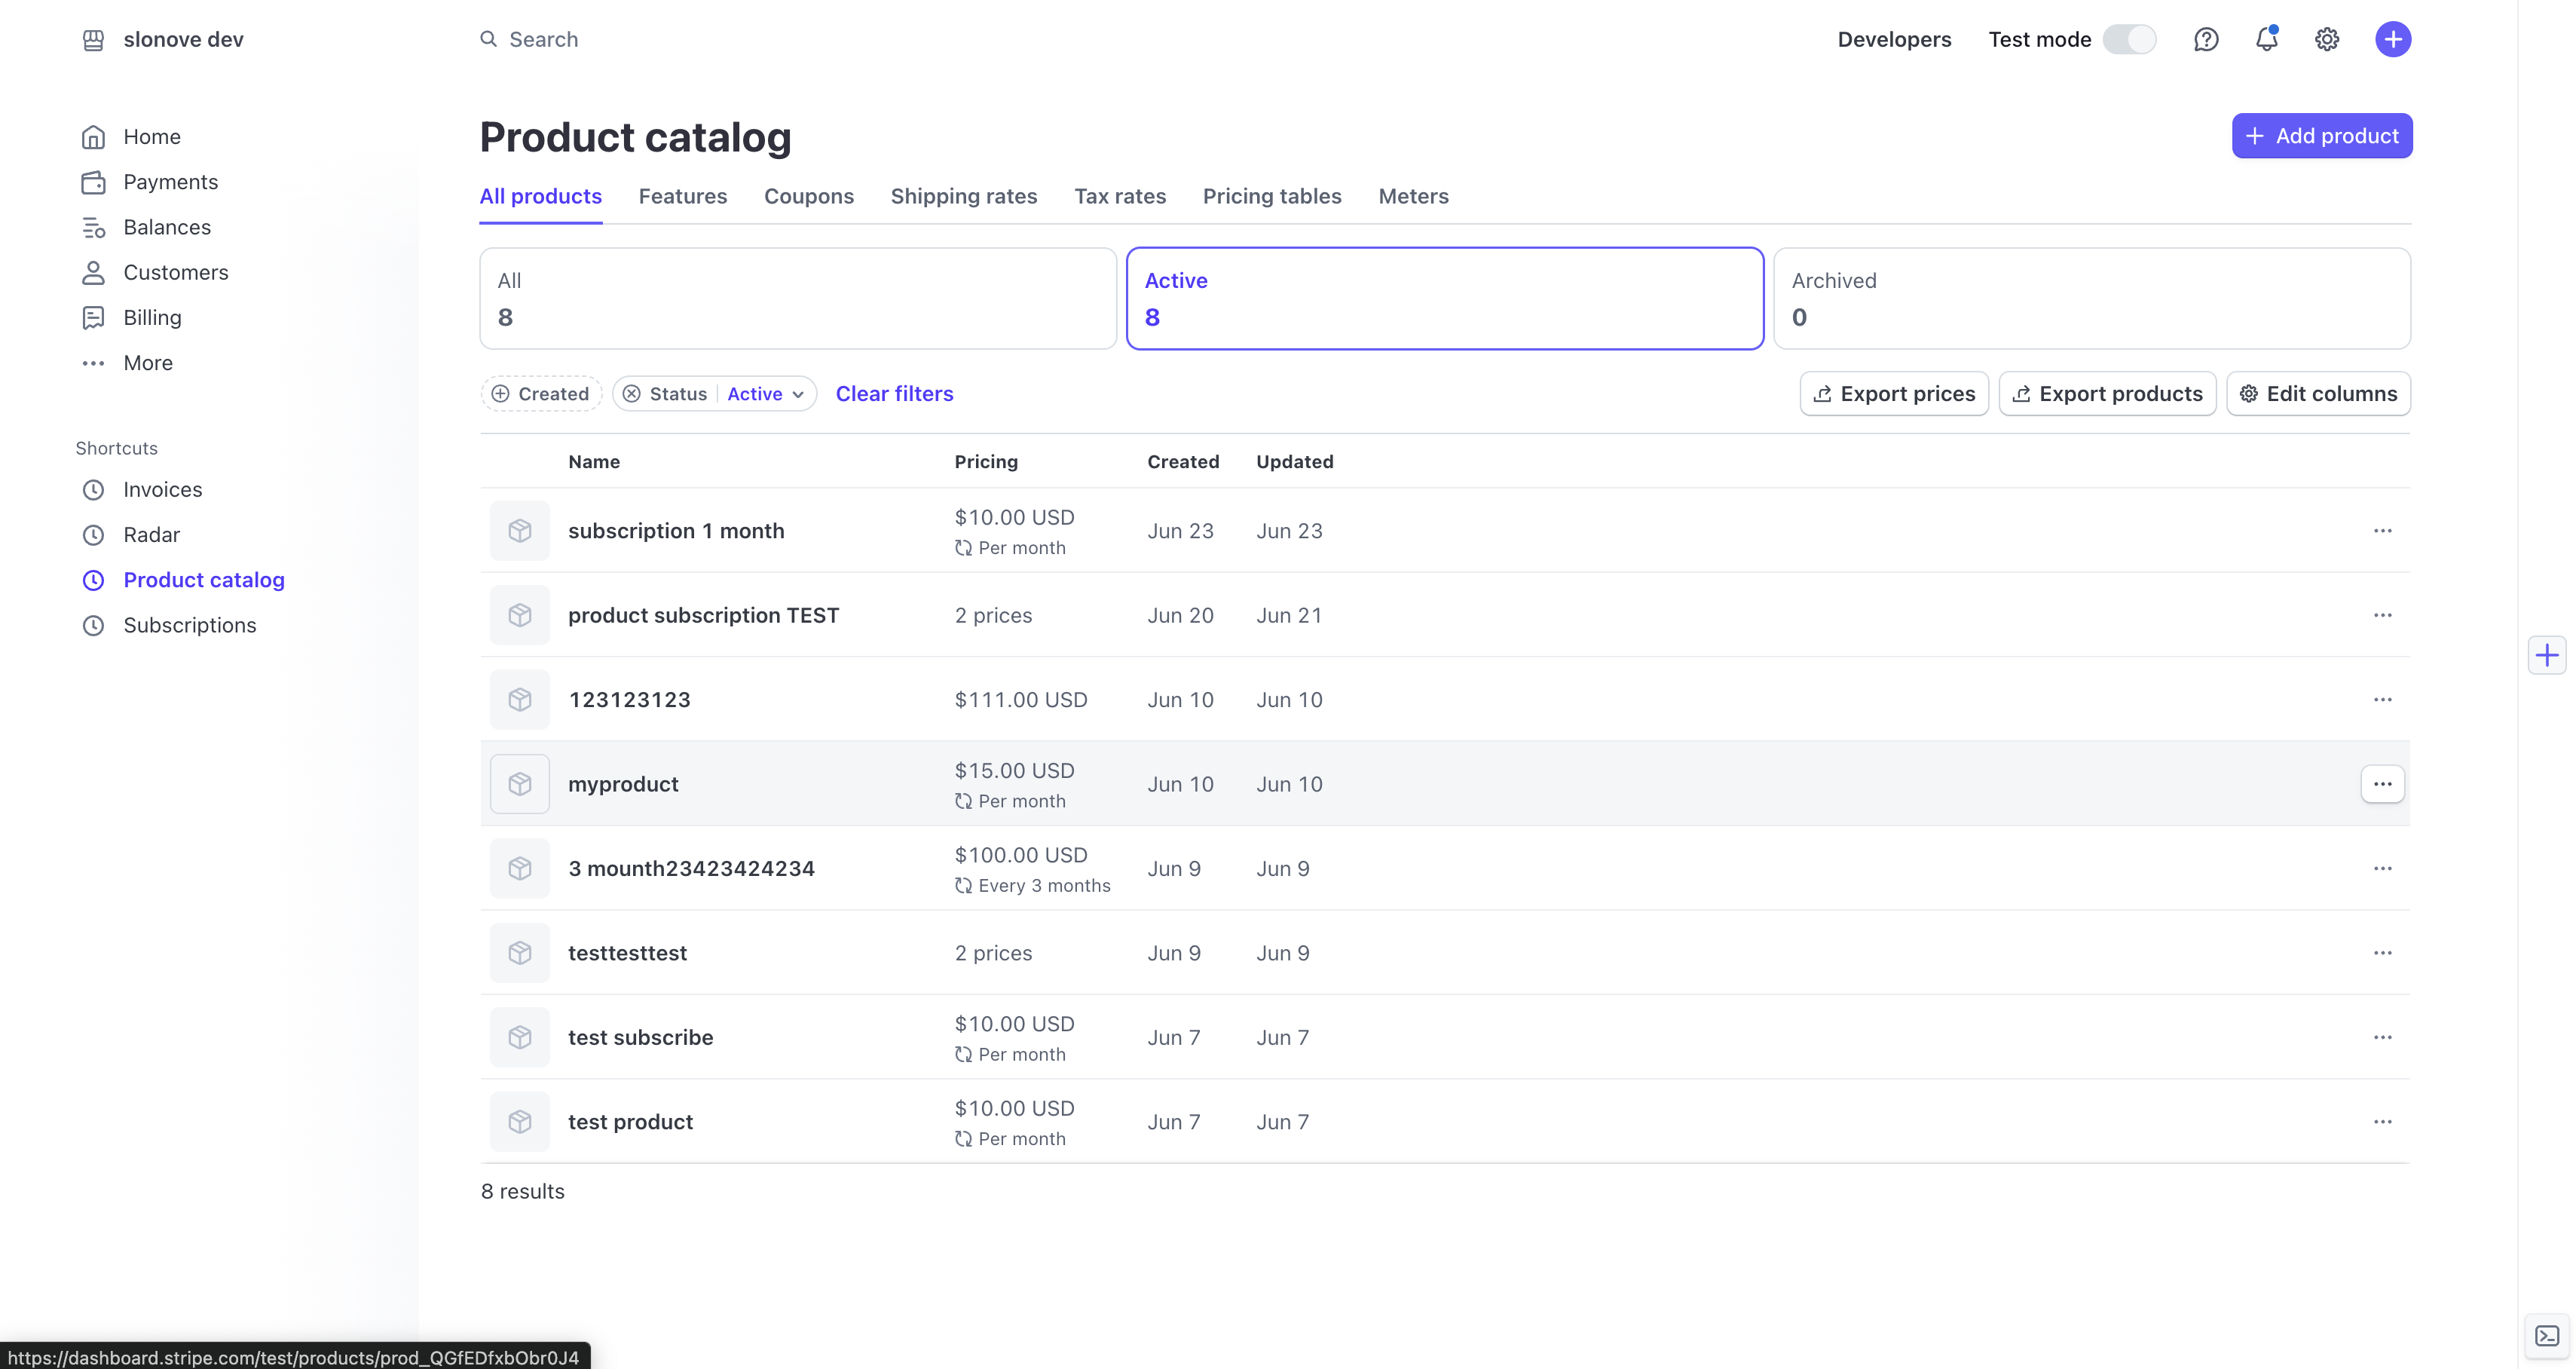 slonove dev
Search
Developers
Test mode
Home
Payments
Balances
Customers
Billing
More
Shortcuts
Invoices
Radar
Product catalog
Subscriptions
Product catalog
Add product
All products Features Coupons Shipping rates Tax rates Pricing tables Meters
All
8
Active
8
Archived
0
Created
Status Active
Clear filters
Export prices
Export products
Edit columns
Name Pricing Created Updated
subscription 1 month $10.00 USD Per month Jun 23 Jun 23
product subscription TEST 2 prices Jun 20 Jun 21
123123123 $111.00 USD Jun 10 Jun 10
myproduct $15.00 USD Per month Jun 10 Jun 10
3 mounth23423424234 $100.00 USD Every 3 months Jun 9 Jun 9
testtesttest 2 prices Jun 9 Jun 9
test subscribe $10.00 USD Per month Jun 7 Jun 7
test product $10.00 USD Per month Jun 7 Jun 7
8 results
https://dashboard.stripe.com/test/products/prod_QGfEDfxbObr0J4